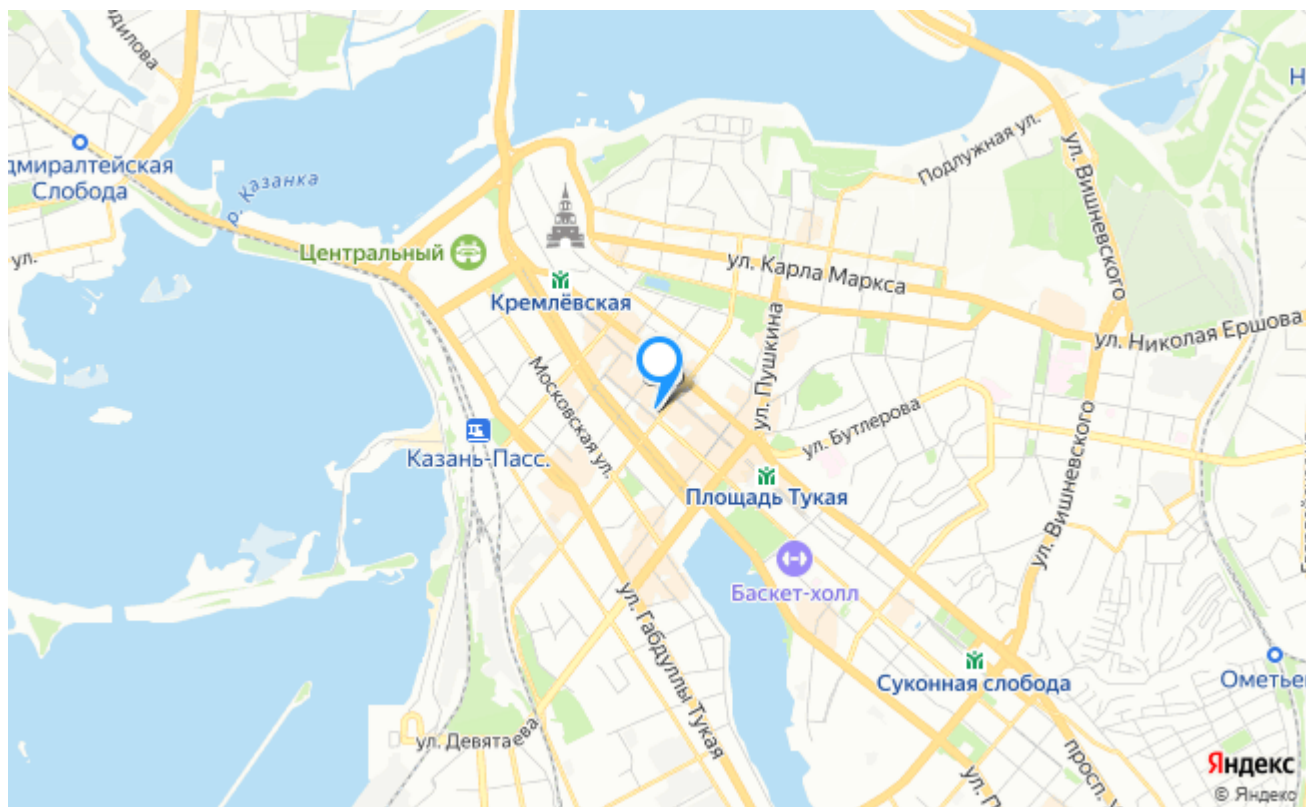 дилова
дмиралтейская
Слобода
р. Казанка
ул.
Центральный
Кремлёвская
Подлужная ул.
ул. Вишневского
Н
ул. Карла Маркса
ул. Николая Ершова
ул. Пушкина
Московская ул.
ул. Бутлерова
Казань-Пасс.
Площадь Тукая
ул. Вишневского
Баскет-холл
ул. Габдуллы Тукая
Суконная слобода
Ометье
ул. Девятаева
просп.
ул. П
Яндекс
© Яндекс